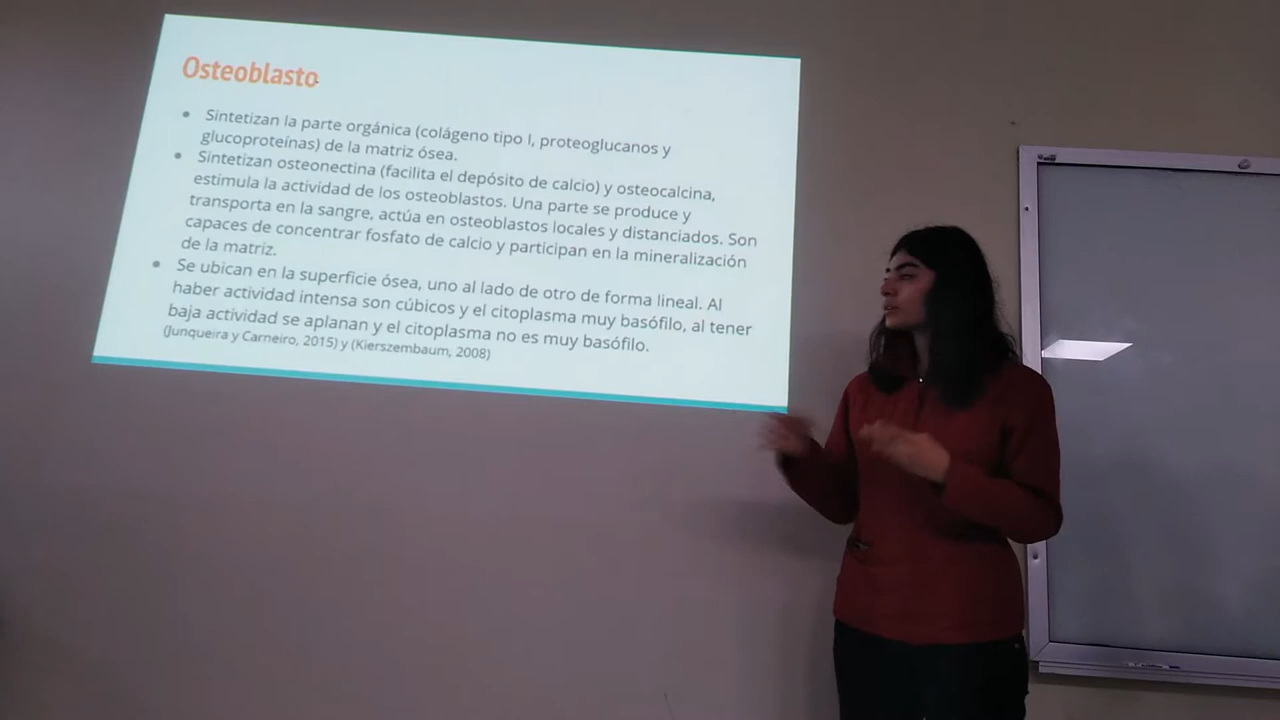 Osteoblasto
• Sintetizan la parte orgánica (colágeno tipo I, proteoglucanos y
glucoproteínas) de la matriz ósea.
• Sintetizan osteonectina (facilita el depósito de calcio) y osteocalcina,
estimula la actividad de los osteoblastos. Una parte se produce y
transporta en la sangre, actúa en osteoblastos locales y distanciados. Son
capaces de concentrar fosfato de calcio y participan en la mineralización
de la matriz.
• Se ubican en la superficie ósea, uno al lado de otro de forma lineal. Al
haber actividad intensa son cúbicos y el citoplasma muy basófilo, al tener
baja actividad se aplanan y el citoplasma no es muy basófilo.
(Junqueira y Carneiro, 2015) y (Kierszembaum, 2008)